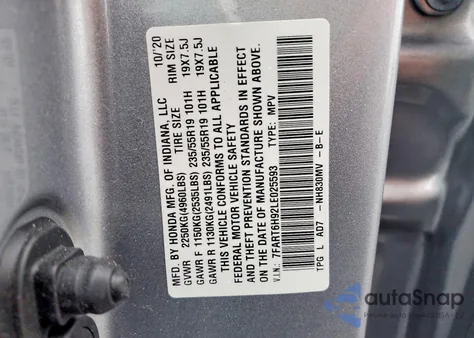 MFD. BY HONDA MFG. OF INDIANA, LLC 10/'20
TIRE SIZE RIM SIZE
GVWR 2250KG(4960LBS)
GAWR F 1150KG(2535LBS) 235/55R19 101H 19X7.5J
GAWR R 1130KG(2491LBS) 235/55R19 101H 19X7.5J
THIS VEHICLE CONFORMS TO ALL APPLICABLE
FEDERAL MOTOR VEHICLE SAFETY
AND THEFT PREVENTION STANDARDS IN EFFECT
ON THE DATE OF MANUFACTURE SHOWN ABOVE.
V.I.N.: 7FART6H92LE025593 TYPE: MPV
TPG L AD7 -NH830MV -B-E
autoSnap